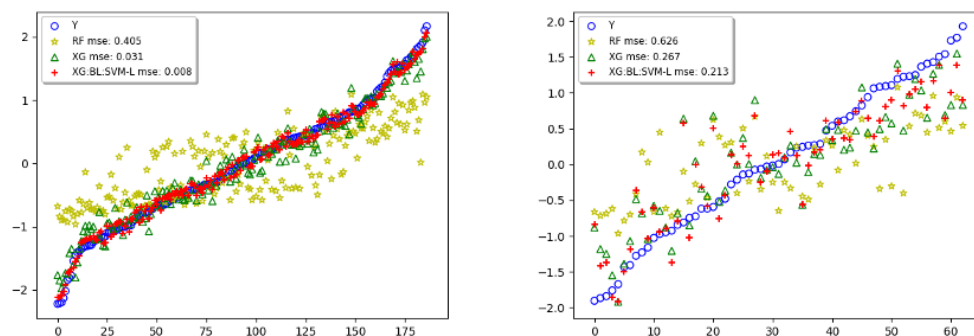 Y
RF mse: 0.405
XG mse: 0.031
XG:BL:SVM-L mse: 0.008
2
1
0
−1
−2
0 25 50 75 100 125 150 175
Y
RF mse: 0.626
XG mse: 0.267
XG:BL:SVM-L mse: 0.213
2.0
1.5
1.0
0.5
0.0
−0.5
−1.0
−1.5
−2.0
0 10 20 30 40 50 60